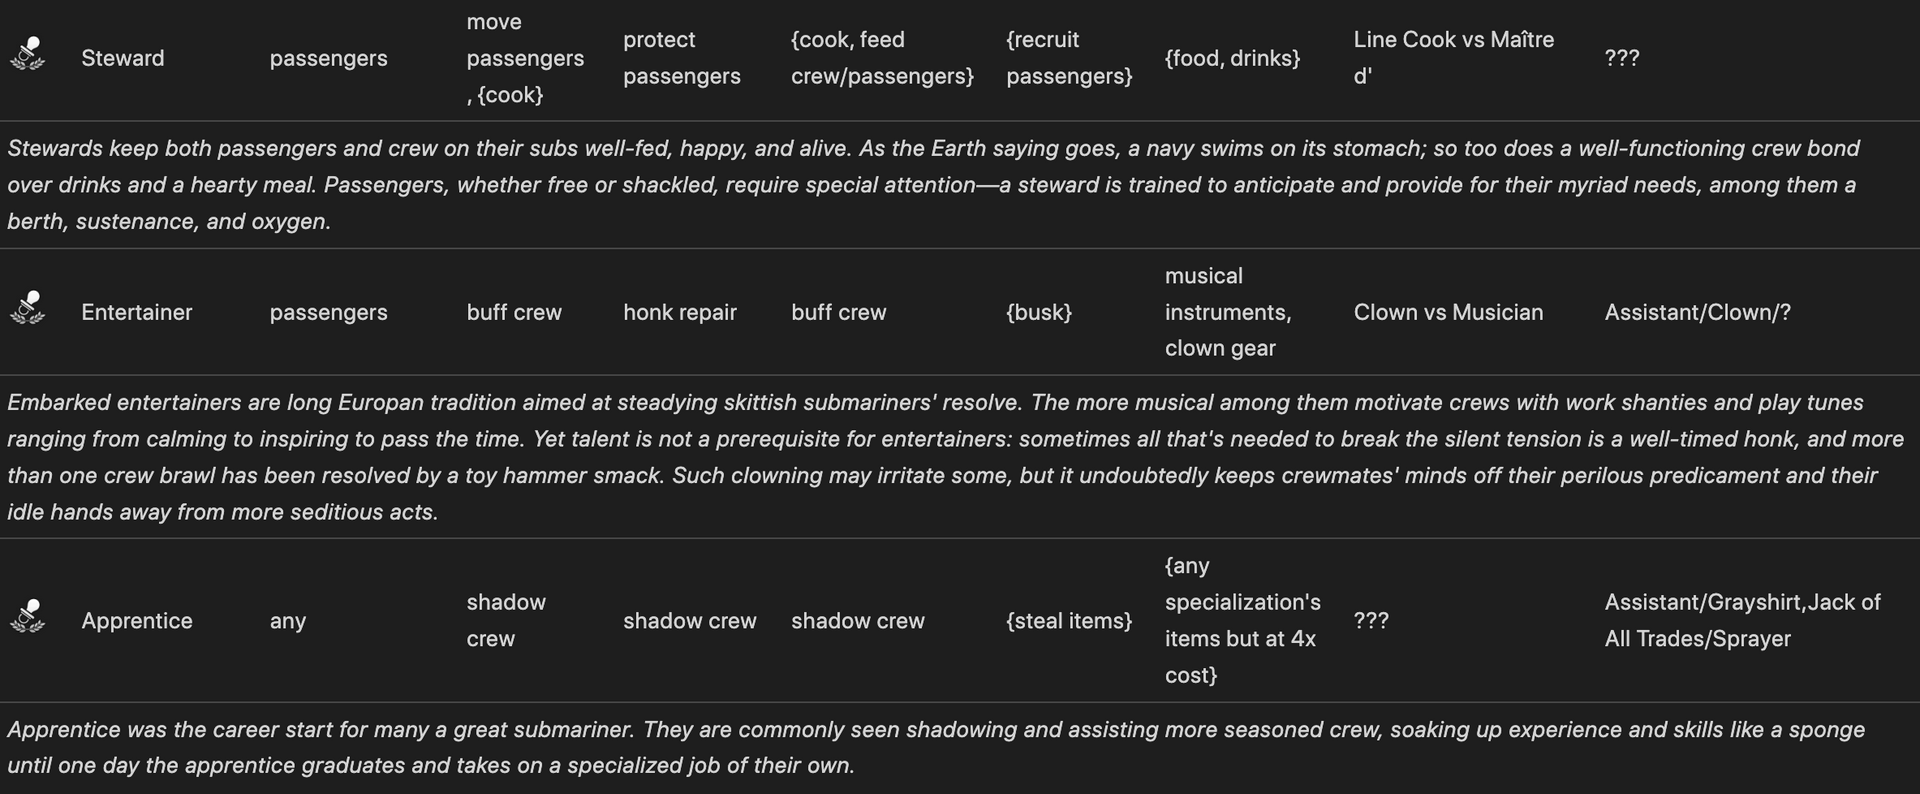 Steward
passengers
move
passengers
, {cook}
protect
passengers
{cook, feed
crew/passengers}
{recruit
passengers}
{food, drinks}
Line Cook vs Maître
d'
???
Stewards keep both passengers and crew on their subs well-fed, happy, and alive. As the Earth saying goes, a navy swims on its stomach; so too does a well-functioning crew bond
over drinks and a hearty meal. Passengers, whether free or shackled, require special attention—a steward is trained to anticipate and provide for their myriad needs, among them a
berth, sustenance, and oxygen.
Entertainer
passengers
buff crew
honk repair
buff crew
{busk}
musical
instruments,
clown gear
Clown vs Musician
Assistant/Clown/?
Embarked entertainers are long Europan tradition aimed at steadying skittish submariners' resolve. The more musical among them motivate crews with work shanties and play tunes
ranging from calming to inspiring to pass the time. Yet talent is not a prerequisite for entertainers: sometimes all that's needed to break the silent tension is a well-timed honk, and more
than one crew brawl has been resolved by a toy hammer smack. Such clowning may irritate some, but it undoubtedly keeps crewmates' minds off their perilous predicament and their
idle hands away from more seditious acts.
Apprentice
any
shadow
crew
shadow crew
shadow crew
{steal items}
{any
specialization's
items but at 4x
cost}
???
Assistant/Grayshirt,Jack of
All Trades/Sprayer
Apprentice was the career start for many a great submariner. They are commonly seen shadowing and assisting more seasoned crew, soaking up experience and skills like a sponge
until one day the apprentice graduates and takes on a specialized job of their own.